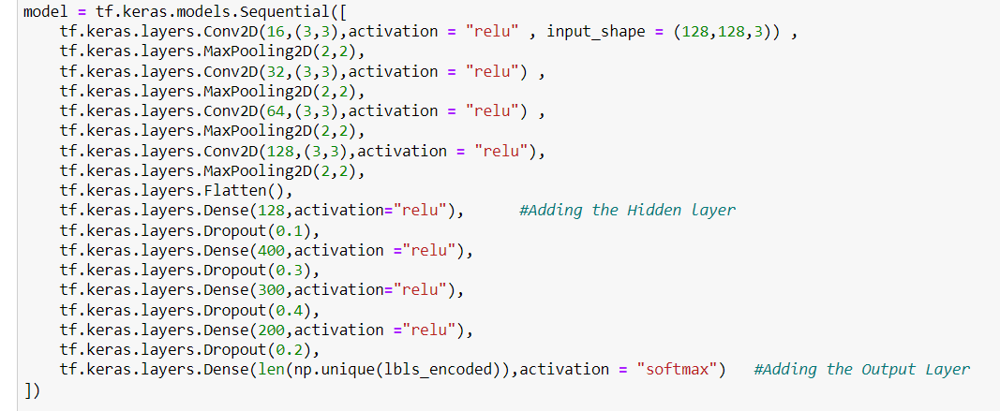 model = tf.keras.models.Sequential([
    tf.keras.layers.Conv2D(16,(3,3),activation = "relu" , input_shape = (128,128,3)) ,
    tf.keras.layers.MaxPooling2D(2,2),
    tf.keras.layers.Conv2D(32,(3,3),activation = "relu") ,
    tf.keras.layers.MaxPooling2D(2,2),
    tf.keras.layers.Conv2D(64,(3,3),activation = "relu") ,
    tf.keras.layers.MaxPooling2D(2,2),
    tf.keras.layers.Conv2D(128,(3,3),activation = "relu"),
    tf.keras.layers.MaxPooling2D(2,2),
    tf.keras.layers.Flatten(),
    tf.keras.layers.Dense(128,activation="relu"),      #Adding the Hidden layer
    tf.keras.layers.Dropout(0.1),
    tf.keras.layers.Dense(400,activation ="relu"),
    tf.keras.layers.Dropout(0.3),
    tf.keras.layers.Dense(300,activation="relu"),
    tf.keras.layers.Dropout(0.4),
    tf.keras.layers.Dense(200,activation ="relu"),
    tf.keras.layers.Dropout(0.2),
    tf.keras.layers.Dense(len(np.unique(lbls_encoded)),activation = "softmax")   #Adding the Output Layer
])